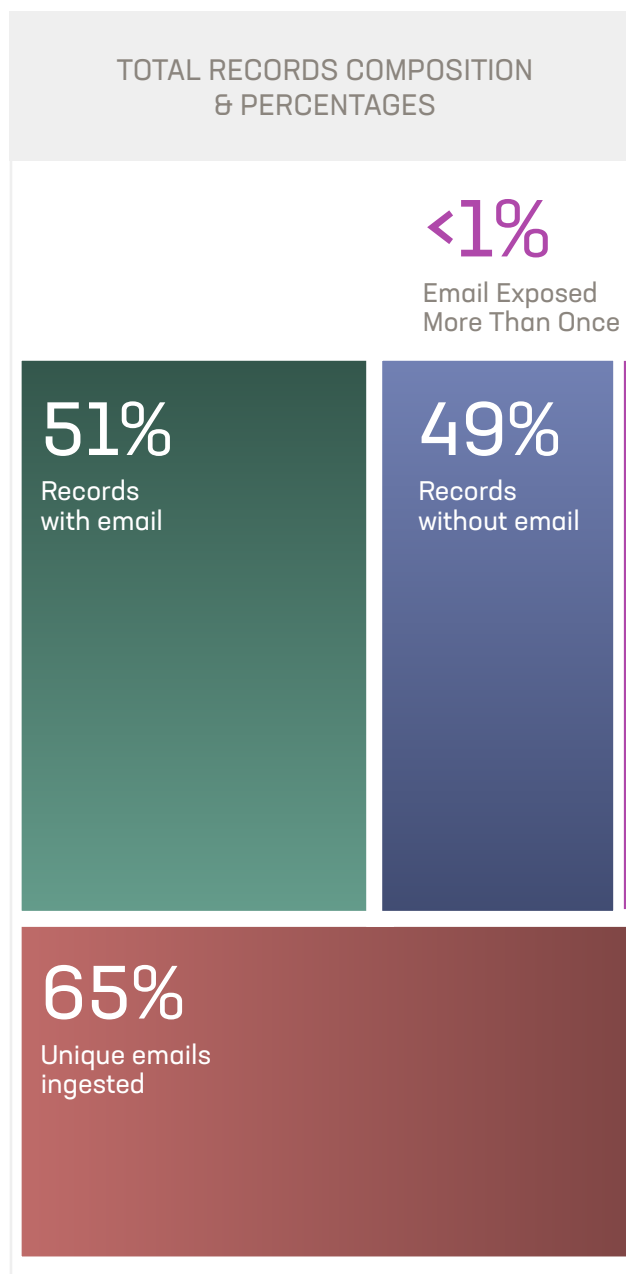 TOTAL RECORDS COMPOSITION
& PERCENTAGES
<1%
Email Exposed
More Than Once
51%
Records
with email
49%
Records
without email
65%
Unique emails
ingested